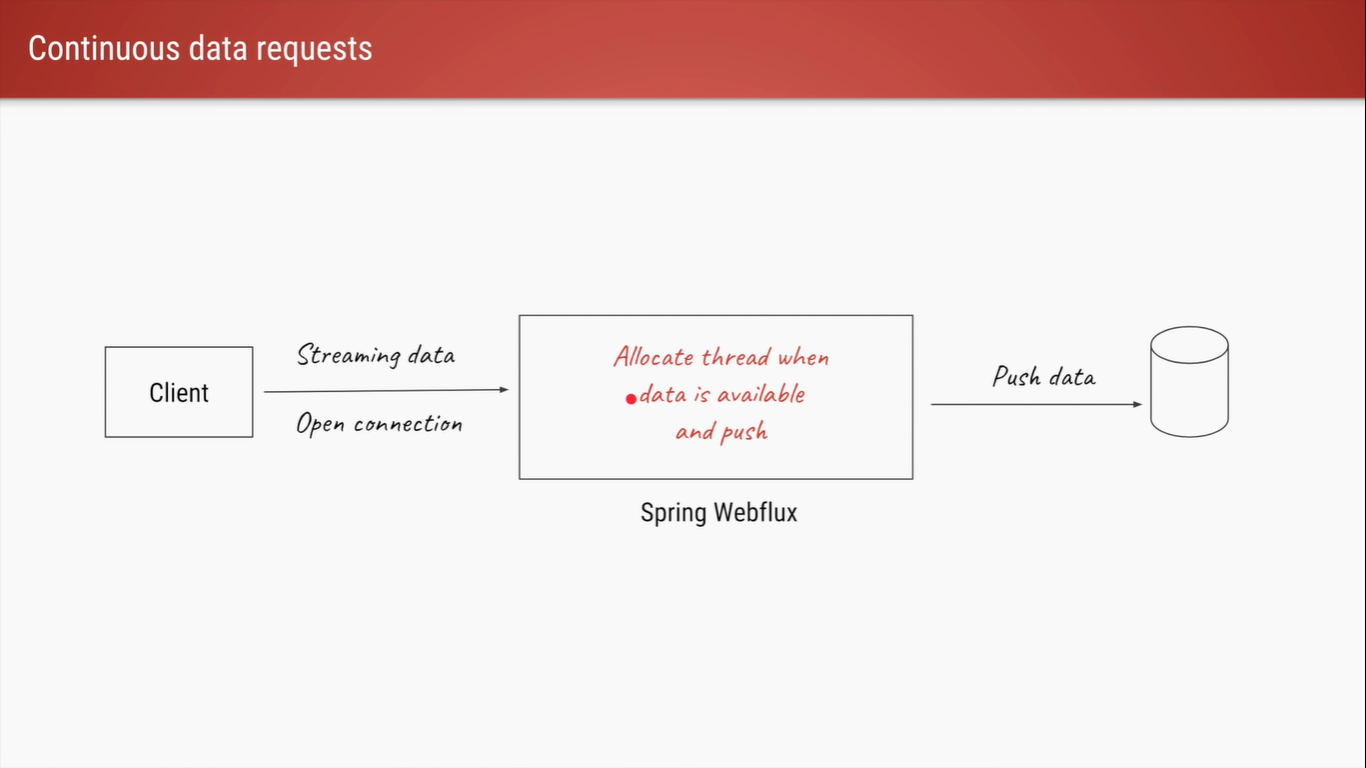 Continuous data requests
Client
Streaming data
Open connection
Allocate thread when
data is available
and push
Spring Webflux
Push data